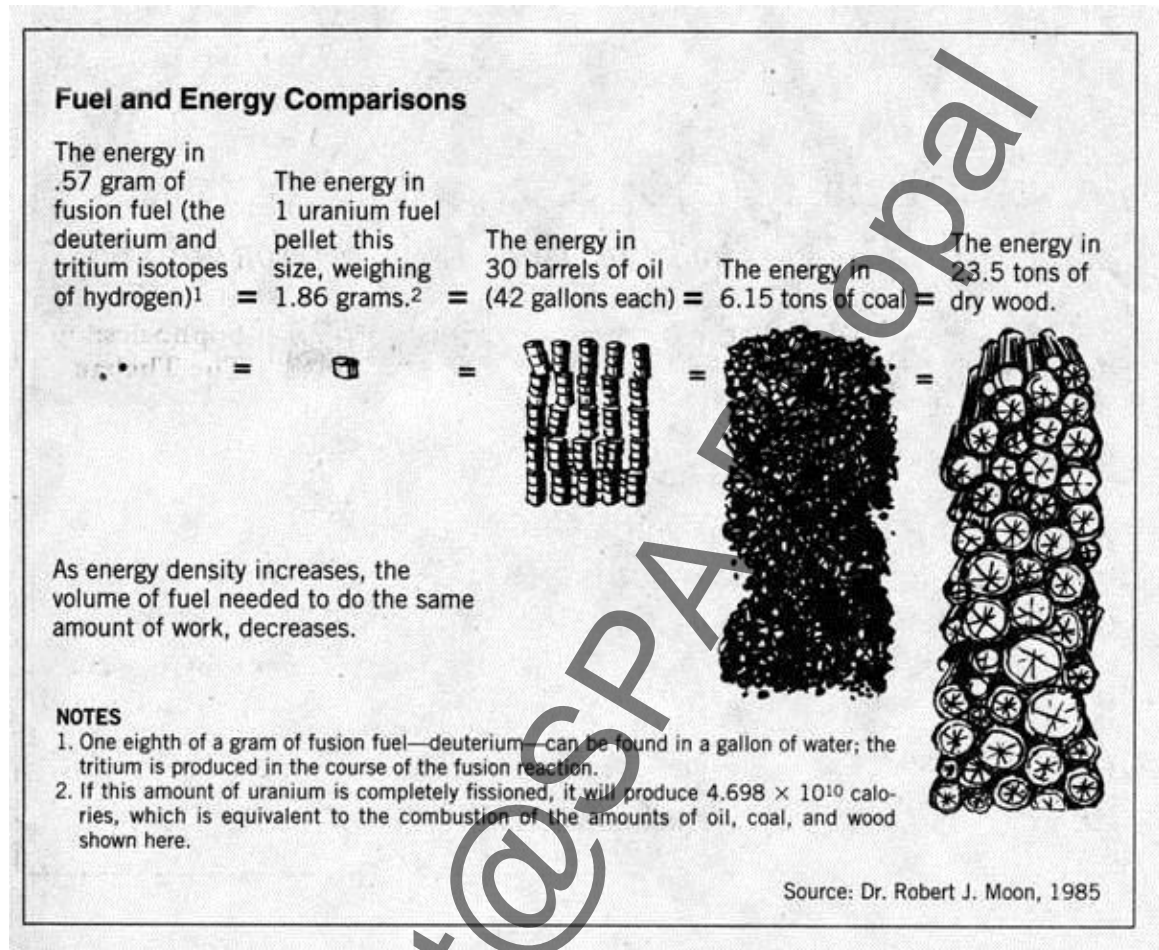 Fuel and Energy Comparisons
The energy in
.57 gram of
fusion fuel (the
deuterium and
tritium isotopes
of hydrogen)1 =
The energy in
1 uranium fuel
pellet this
size, weighing
1.86 grams.2 =
The energy in
30 barrels of oil
(42 gallons each) =
The energy in
6.15 tons of coal =
The energy in
23.5 tons of
dry wood.
= = = =
As energy density increases, the
volume of fuel needed to do the same
amount of work, decreases.
NOTES
1. One eighth of a gram of fusion fuel—deuterium—can be found in a gallon of water; the
tritium is produced in the course of the fusion reaction.
2. If this amount of uranium is completely fissioned, it will produce 4.698 × 10¹⁰ calo-
ries, which is equivalent to the combustion of the amounts of oil, coal, and wood
shown here.
Source: Dr. Robert J. Moon, 1985